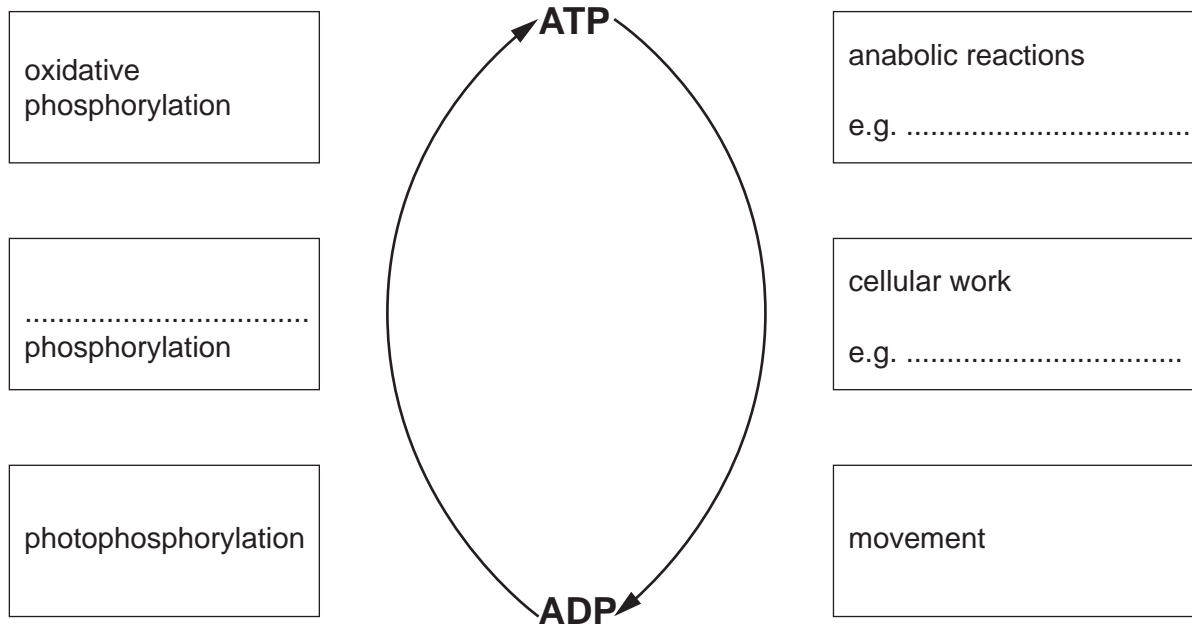 ATP
oxidative
phosphorylation
..................................
phosphorylation
photophosphorylation
anabolic reactions
e.g. ..................................
cellular work
e.g. .................................
movement
ADP